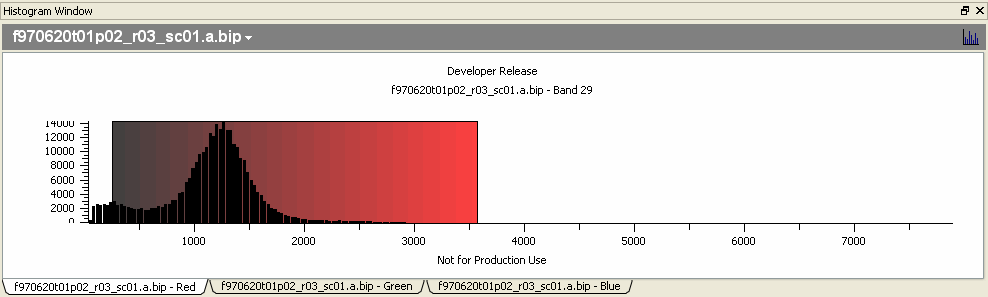 Histogram Window
f970620t01p02_r03_sc01.a.bip
Developer Release
f970620t01p02_r03_sc01.a.bip - Band 29
14000
12000
10000
8000
6000
4000
2000
0
1000 2000 3000 4000 5000 6000 7000
Not for Production Use
f970620t01p02_r03_sc01.a.bip - Red f970620t01p02_r03_sc01.a.bip - Green f970620t01p02_r03_sc01.a.bip - Blue